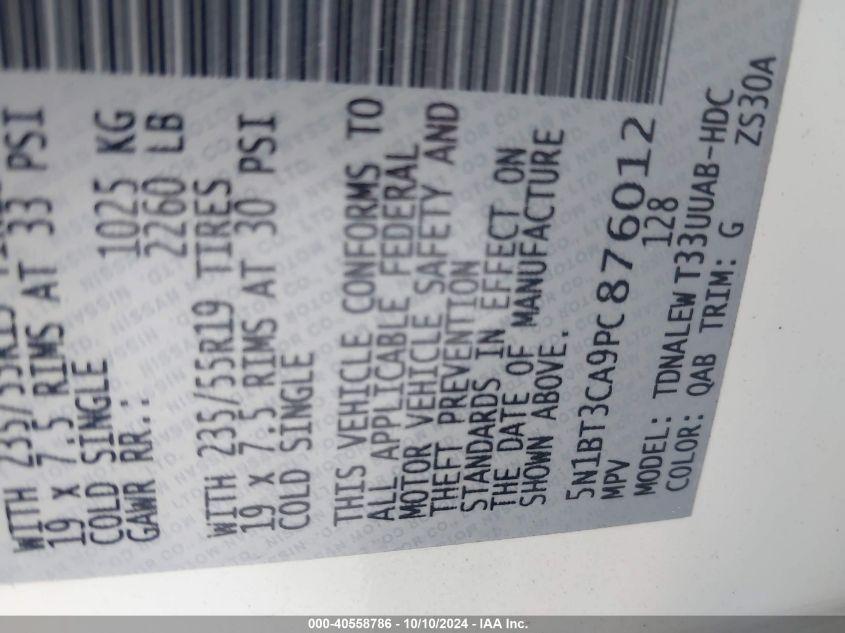 WITH 235/55R19 TIRES
19 X 7.5 RIMS AT 33 PSI
COLD SINGLE
GAWR RR.: 1025 KG
2260 LB
WITH 235/55R19 TIRES
19 X 7.5 RIMS AT 30 PSI
COLD SINGLE
THIS VEHICLE CONFORMS TO
ALL APPLICABLE FEDERAL
MOTOR VEHICLE SAFETY AND
THEFT PREVENTION
STANDARDS IN EFFECT ON
THE DATE OF MANUFACTURE
SHOWN ABOVE.
5N1BT3CA9PC876012
MPV 128
MODEL: TDNALEW T33UUAB-HDC
COLOR: QAB TRIM: G ZS30A
000-40558786 - 10/10/2024 - IAA Inc.